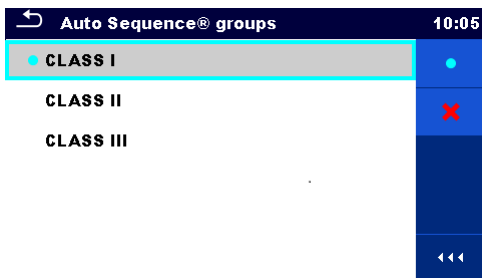 Auto Sequence® groups 10:05
CLASS I
CLASS II
CLASS III